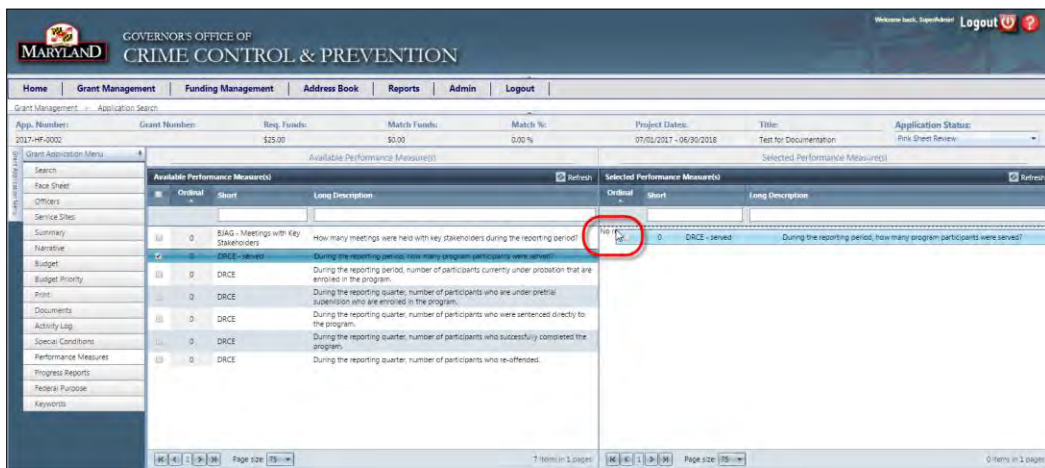 Welcome back, SuperAdmin! Logout
MARYLAND
GOVERNOR'S OFFICE OF
CRIME CONTROL & PREVENTION
Home Grant Management Funding Management Address Book Reports Admin Logout
Grant Management > Application Search
App. Number: Grant Number: Req. Funds: Match Funds: Match %: Project Dates: Title: Application Status:
2017-HF-0002 $25.00 $0.00 0.00 % 07/01/2017 - 06/30/2018 Test for Documentation Pink Sheet Review
Grant Application Menu
Search
Face Sheet
Officers
Service Sites
Summary
Narrative
Budget
Budget Priority
Print
Documents
Activity Log
Special Conditions
Performance Measures
Progress Reports
Federal Purpose
Keywords
Available Performance Measure(s)
Available Performance Measure(s) Refresh
Ordinal Short Long Description
0 BJAG - Meetings with Key Stakeholders How many meetings were held with key stakeholders during the reporting period?
0 DRCE - served During the reporting period, how many program participants were served?
0 DRCE During the reporting period, number of participants currently under probation that are enrolled in the program.
0 DRCE During the reporting quarter, number of participants who are under pretrial supervision who are enrolled in the program.
0 DRCE During the reporting quarter, number of participants who were sentenced directly to the program.
0 DRCE During the reporting quarter, number of participants who successfully completed the program.
0 DRCE During the reporting quarter, number of participants who re-offended.
1 Page size: 75 7 items in 1 pages
Selected Performance Measure(s)
Selected Performance Measure(s) Refresh
Ordinal Short Long Description
No 0 DRCE - served During the reporting period, how many program participants were served?
1 Page size: 75 0 items in 1 pages